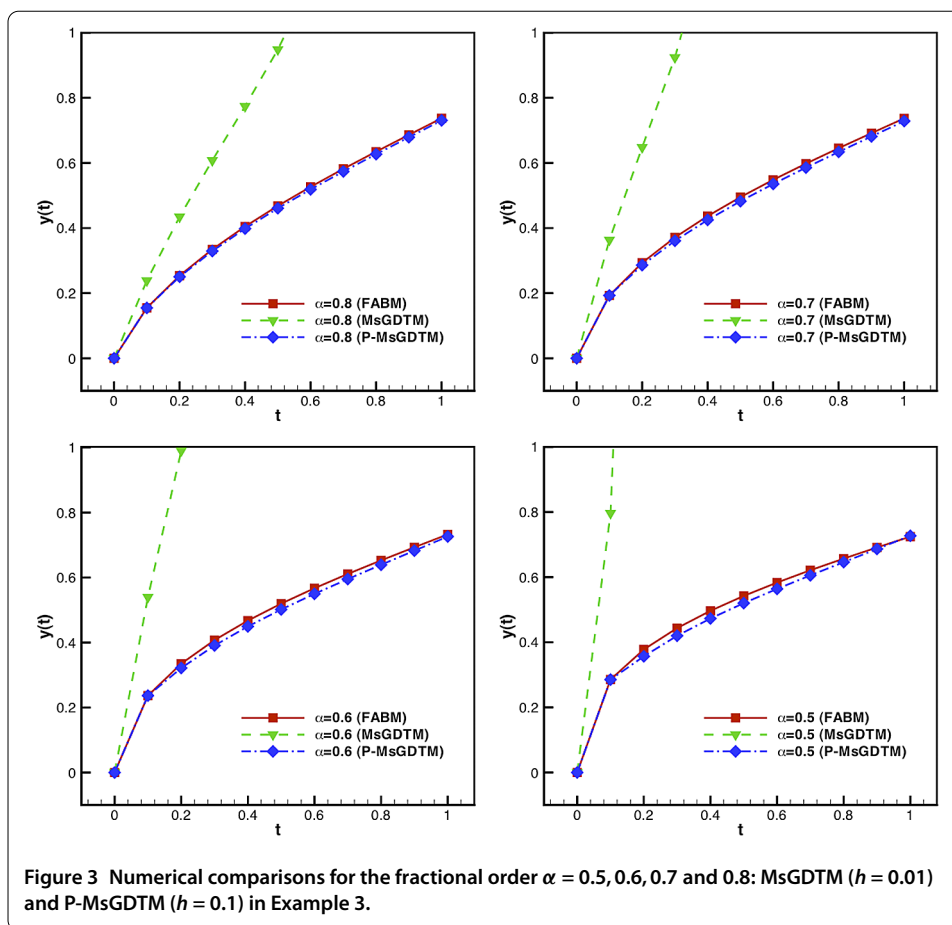 1
0.8
0.6
0.4
0.2
0
y(t)
α=0.8 (FABM)
α=0.8 (MsGDTM)
α=0.8 (P-MsGDTM)
0 0.2 0.4 0.6 0.8 1
t
1
0.8
0.6
0.4
0.2
0
y(t)
α=0.7 (FABM)
α=0.7 (MsGDTM)
α=0.7 (P-MsGDTM)
0 0.2 0.4 0.6 0.8 1
t
1
0.8
0.6
0.4
0.2
0
y(t)
α=0.6 (FABM)
α=0.6 (MsGDTM)
α=0.6 (P-MsGDTM)
0 0.2 0.4 0.6 0.8 1
t
1
0.8
0.6
0.4
0.2
0
y(t)
α=0.5 (FABM)
α=0.5 (MsGDTM)
α=0.5 (P-MsGDTM)
0 0.2 0.4 0.6 0.8 1
t
Figure 3 Numerical comparisons for the fractional order α = 0.5, 0.6, 0.7 and 0.8: MsGDTM (h = 0.01)
and P-MsGDTM (h = 0.1) in Example 3.